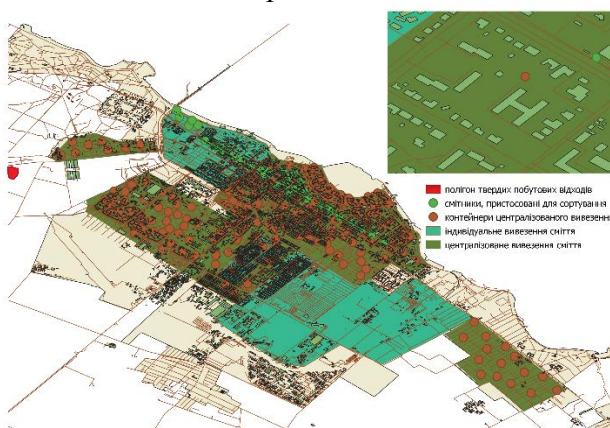 полігон твердих побутових відходів
смітники, пристосовані для сортування
контейнери централізованого вивезення
індивідуальне вивезення сміття
централізоване вивезення сміття